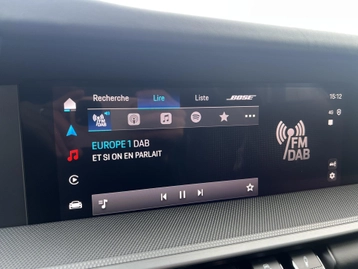 Recherche Lire Liste BOSE 15:12
EUROPE 1 DAB
ET SI ON EN PARLAIT
FM
DAB